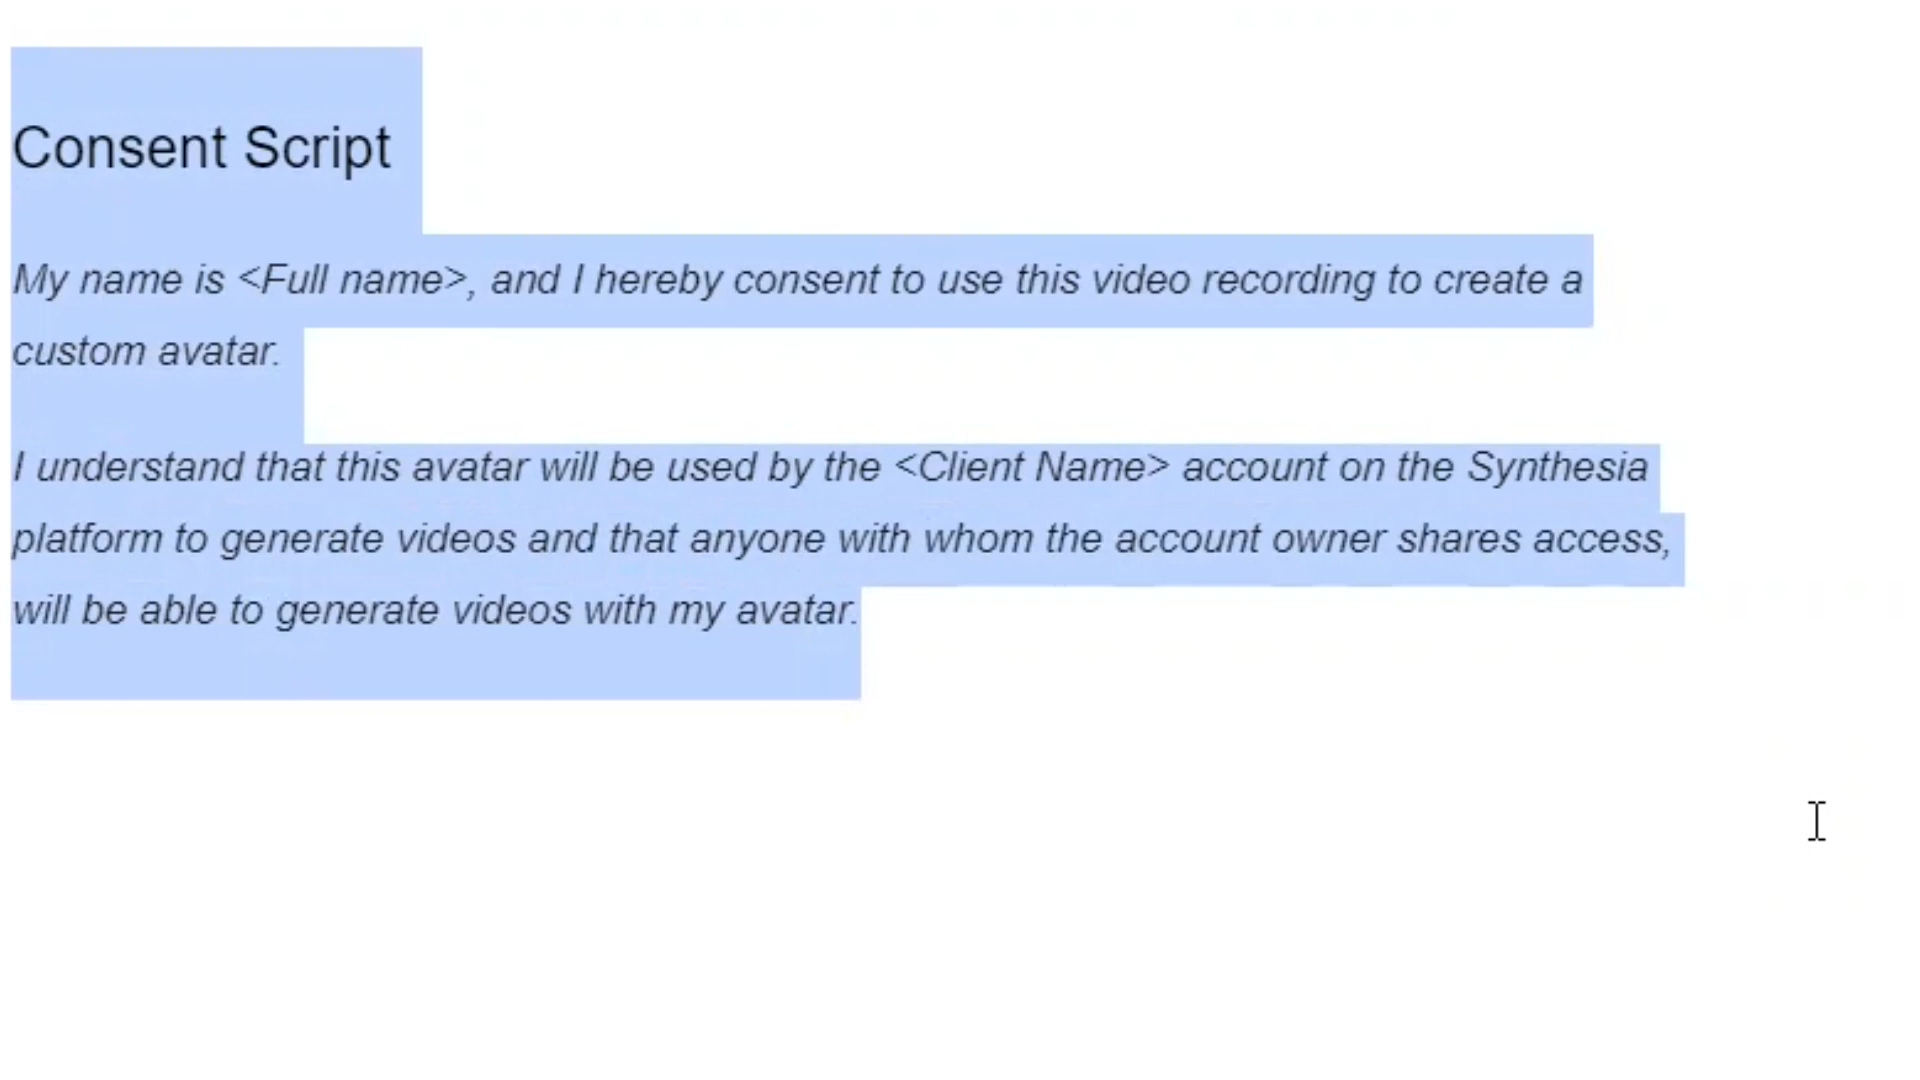 Consent Script
My name is <Full name>, and I hereby consent to use this video recording to create a
custom avatar.
I understand that this avatar will be used by the <Client Name> account on the Synthesia
platform to generate videos and that anyone with whom the account owner shares access,
will be able to generate videos with my avatar.